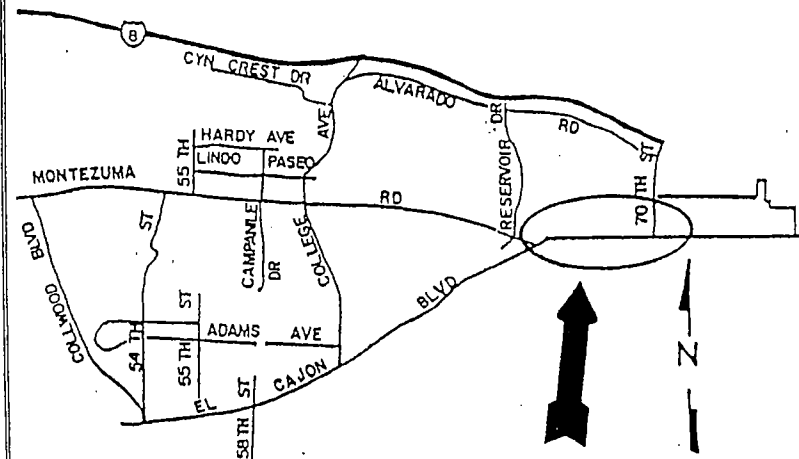 8
CYN CREST DR
ALVARADO
RD
AVE
DR
HARDY AVE
LINDO PASEO
55 TH
ST
MONTEZUMA
RD
RESERVOIR
70 TH
ST
CAMPANLE
DR
COLLEGE
COLLWOOD BLVD
BLVD
ST
ADAMS AVE
54 TH
55 TH
CAJON
EL
ST
58 TH
N